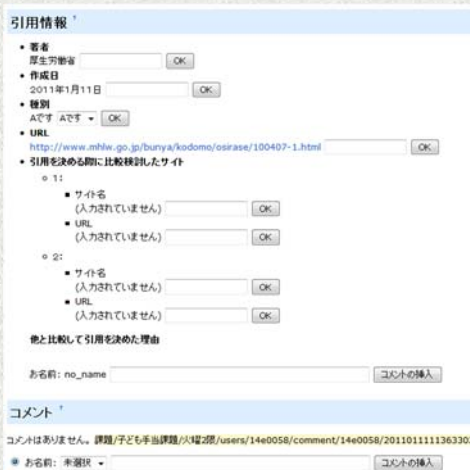 引用情報 †
著者
厚生労働省 OK
作成日
2011年1月11日 OK
種別
Aです Aです OK
URL
http://www.mhlw.go.jp/bunya/kodomo/osirase/100407-1.html OK
引用を決める際に比較検討したサイト
1:
サイト名
(入力されていません) OK
URL
(入力されていません) OK
2:
サイト名
(入力されていません) OK
URL
(入力されていません) OK
他と比較して引用を決めた理由
お名前: no_name コメントの挿入
コメント †
コメントはありません。 課題/子ども手当課題/火曜2限/users/14e0058/comment/14e0058/201101111136330
お名前: 未選択 コメントの挿入